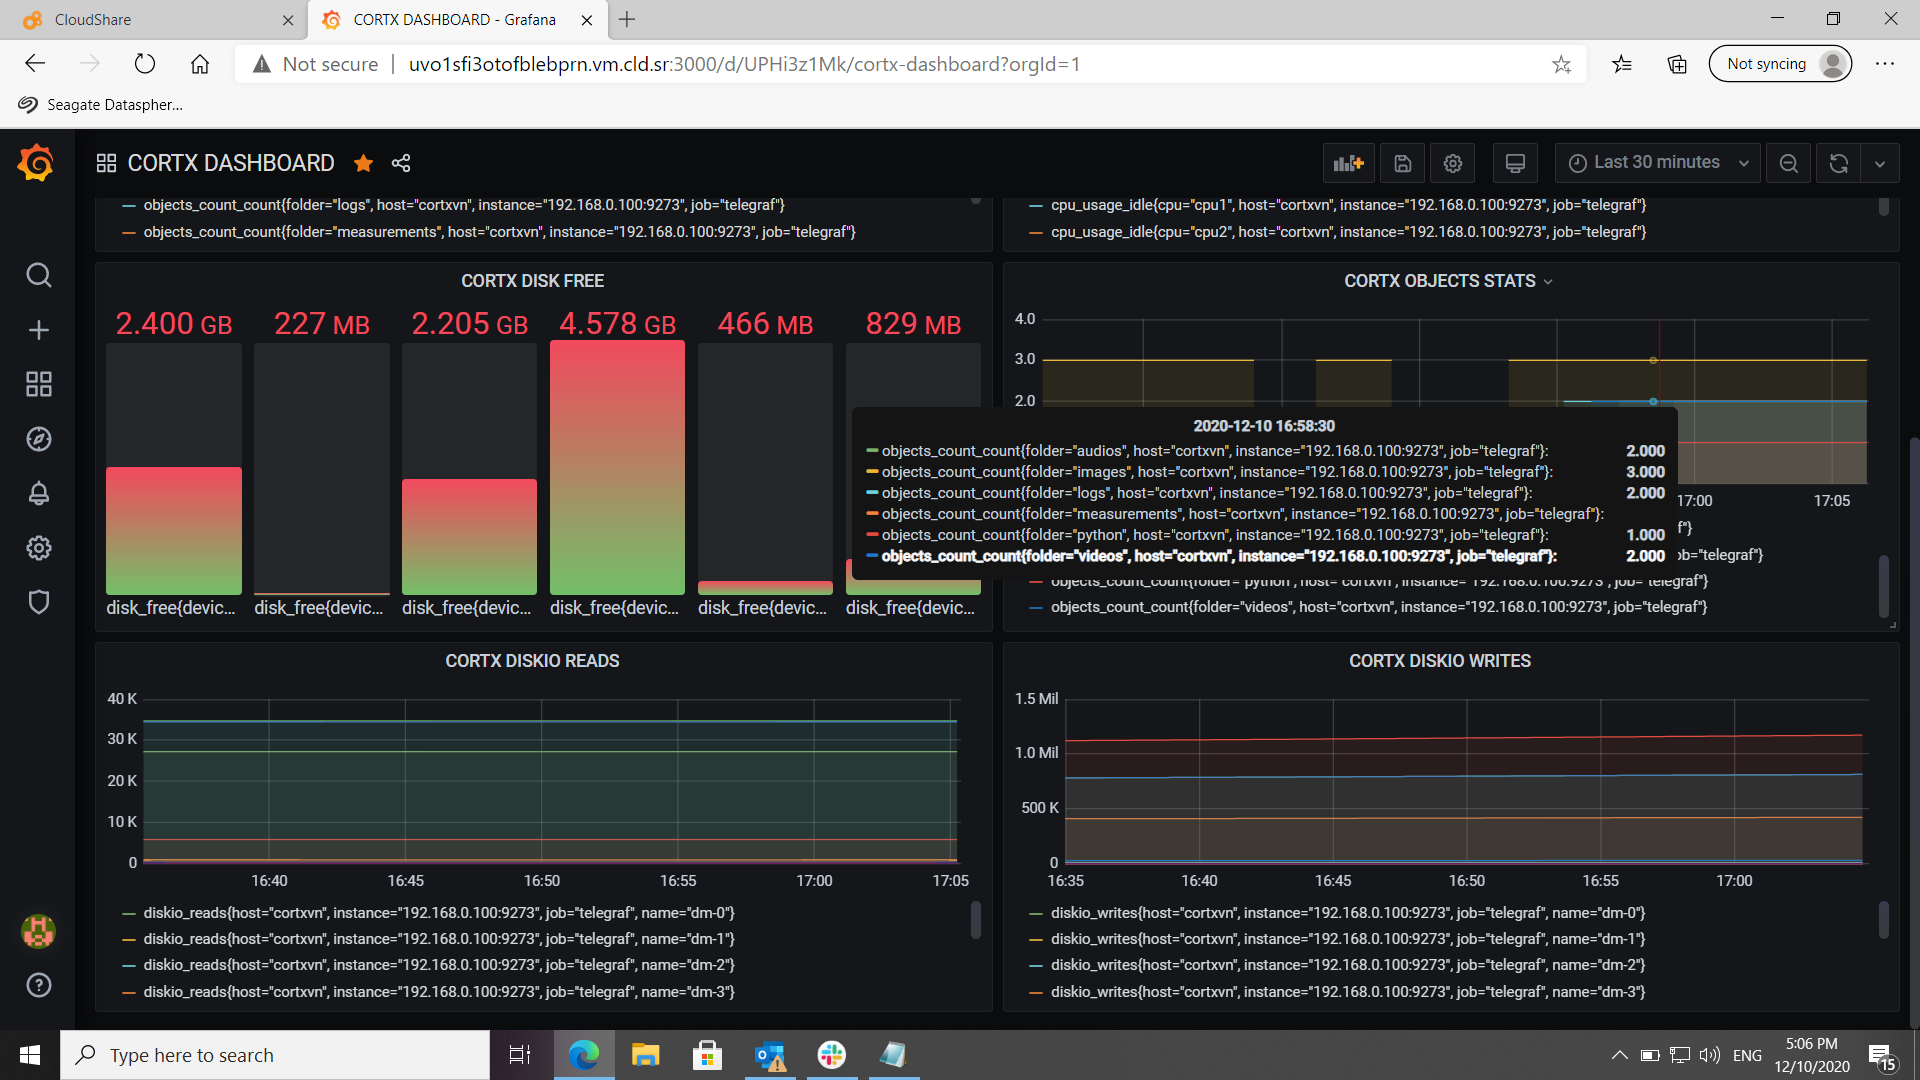 CloudShare
CORTX DASHBOARD - Grafana
Not secure
uvo1sfi3otofblebprn.vm.cld.sr:3000/d/UPHi3z1Mk/cortx-dashboard?orgId=1
Not syncing
Seagate Dataspher...
CORTX DASHBOARD
Last 30 minutes
objects_count_count{folder="logs", host="cortxvn", instance="192.168.0.100:9273", job="telegraf"}
objects_count_count{folder="measurements", host="cortxvn", instance="192.168.0.100:9273", job="telegraf"}
cpu_usage_idle{cpu="cpu1", host="cortxvn", instance="192.168.0.100:9273", job="telegraf"}
cpu_usage_idle{cpu="cpu2", host="cortxvn", instance="192.168.0.100:9273", job="telegraf"}
CORTX DISK FREE
2.400 GB
227 MB
2.205 GB
4.578 GB
466 MB
829 MB
disk_free{devic...
disk_free{devic...
disk_free{devic...
disk_free{devic...
disk_free{devic...
disk_free{devic...
CORTX OBJECTS STATS
4.0
3.0
2.0
2020-12-10 16:58:30
objects_count_count{folder="audios", host="cortxvn", instance="192.168.0.100:9273", job="telegraf"}: 2.000
objects_count_count{folder="images", host="cortxvn", instance="192.168.0.100:9273", job="telegraf"}: 3.000
objects_count_count{folder="logs", host="cortxvn", instance="192.168.0.100:9273", job="telegraf"}: 2.000
objects_count_count{folder="measurements", host="cortxvn", instance="192.168.0.100:9273", job="telegraf"}:
objects_count_count{folder="python", host="cortxvn", instance="192.168.0.100:9273", job="telegraf"}: 1.000
objects_count_count{folder="videos", host="cortxvn", instance="192.168.0.100:9273", job="telegraf"}: 2.000
17:00
17:05
f"}
ob="telegraf"}
objects_count_count{folder="python", host="cortxvn", instance="192.168.0.100:9273", job="telegraf"}
objects_count_count{folder="videos", host="cortxvn", instance="192.168.0.100:9273", job="telegraf"}
CORTX DISKIO READS
40 K
30 K
20 K
10 K
0
16:40
16:45
16:50
16:55
17:00
17:05
diskio_reads{host="cortxvn", instance="192.168.0.100:9273", job="telegraf", name="dm-0"}
diskio_reads{host="cortxvn", instance="192.168.0.100:9273", job="telegraf", name="dm-1"}
diskio_reads{host="cortxvn", instance="192.168.0.100:9273", job="telegraf", name="dm-2"}
diskio_reads{host="cortxvn", instance="192.168.0.100:9273", job="telegraf", name="dm-3"}
CORTX DISKIO WRITES
1.5 Mil
1.0 Mil
500 K
0
16:35
16:40
16:45
16:50
16:55
17:00
diskio_writes{host="cortxvn", instance="192.168.0.100:9273", job="telegraf", name="dm-0"}
diskio_writes{host="cortxvn", instance="192.168.0.100:9273", job="telegraf", name="dm-1"}
diskio_writes{host="cortxvn", instance="192.168.0.100:9273", job="telegraf", name="dm-2"}
diskio_writes{host="cortxvn", instance="192.168.0.100:9273", job="telegraf", name="dm-3"}
Type here to search
ENG
5:06 PM
12/10/2020
15